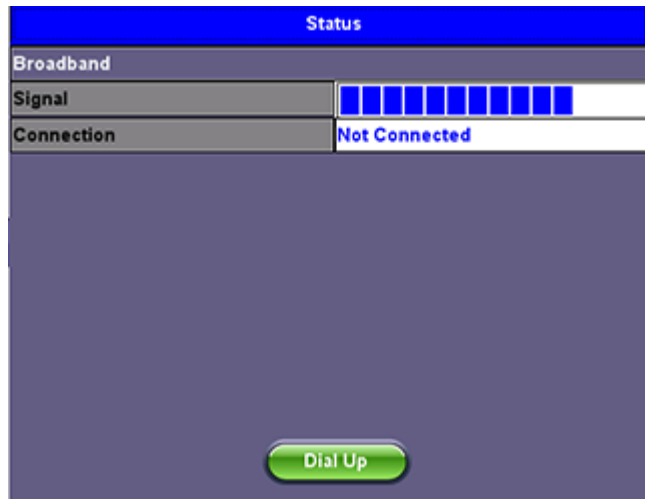 Status
Broadband
Signal
Connection Not Connected
Dial Up